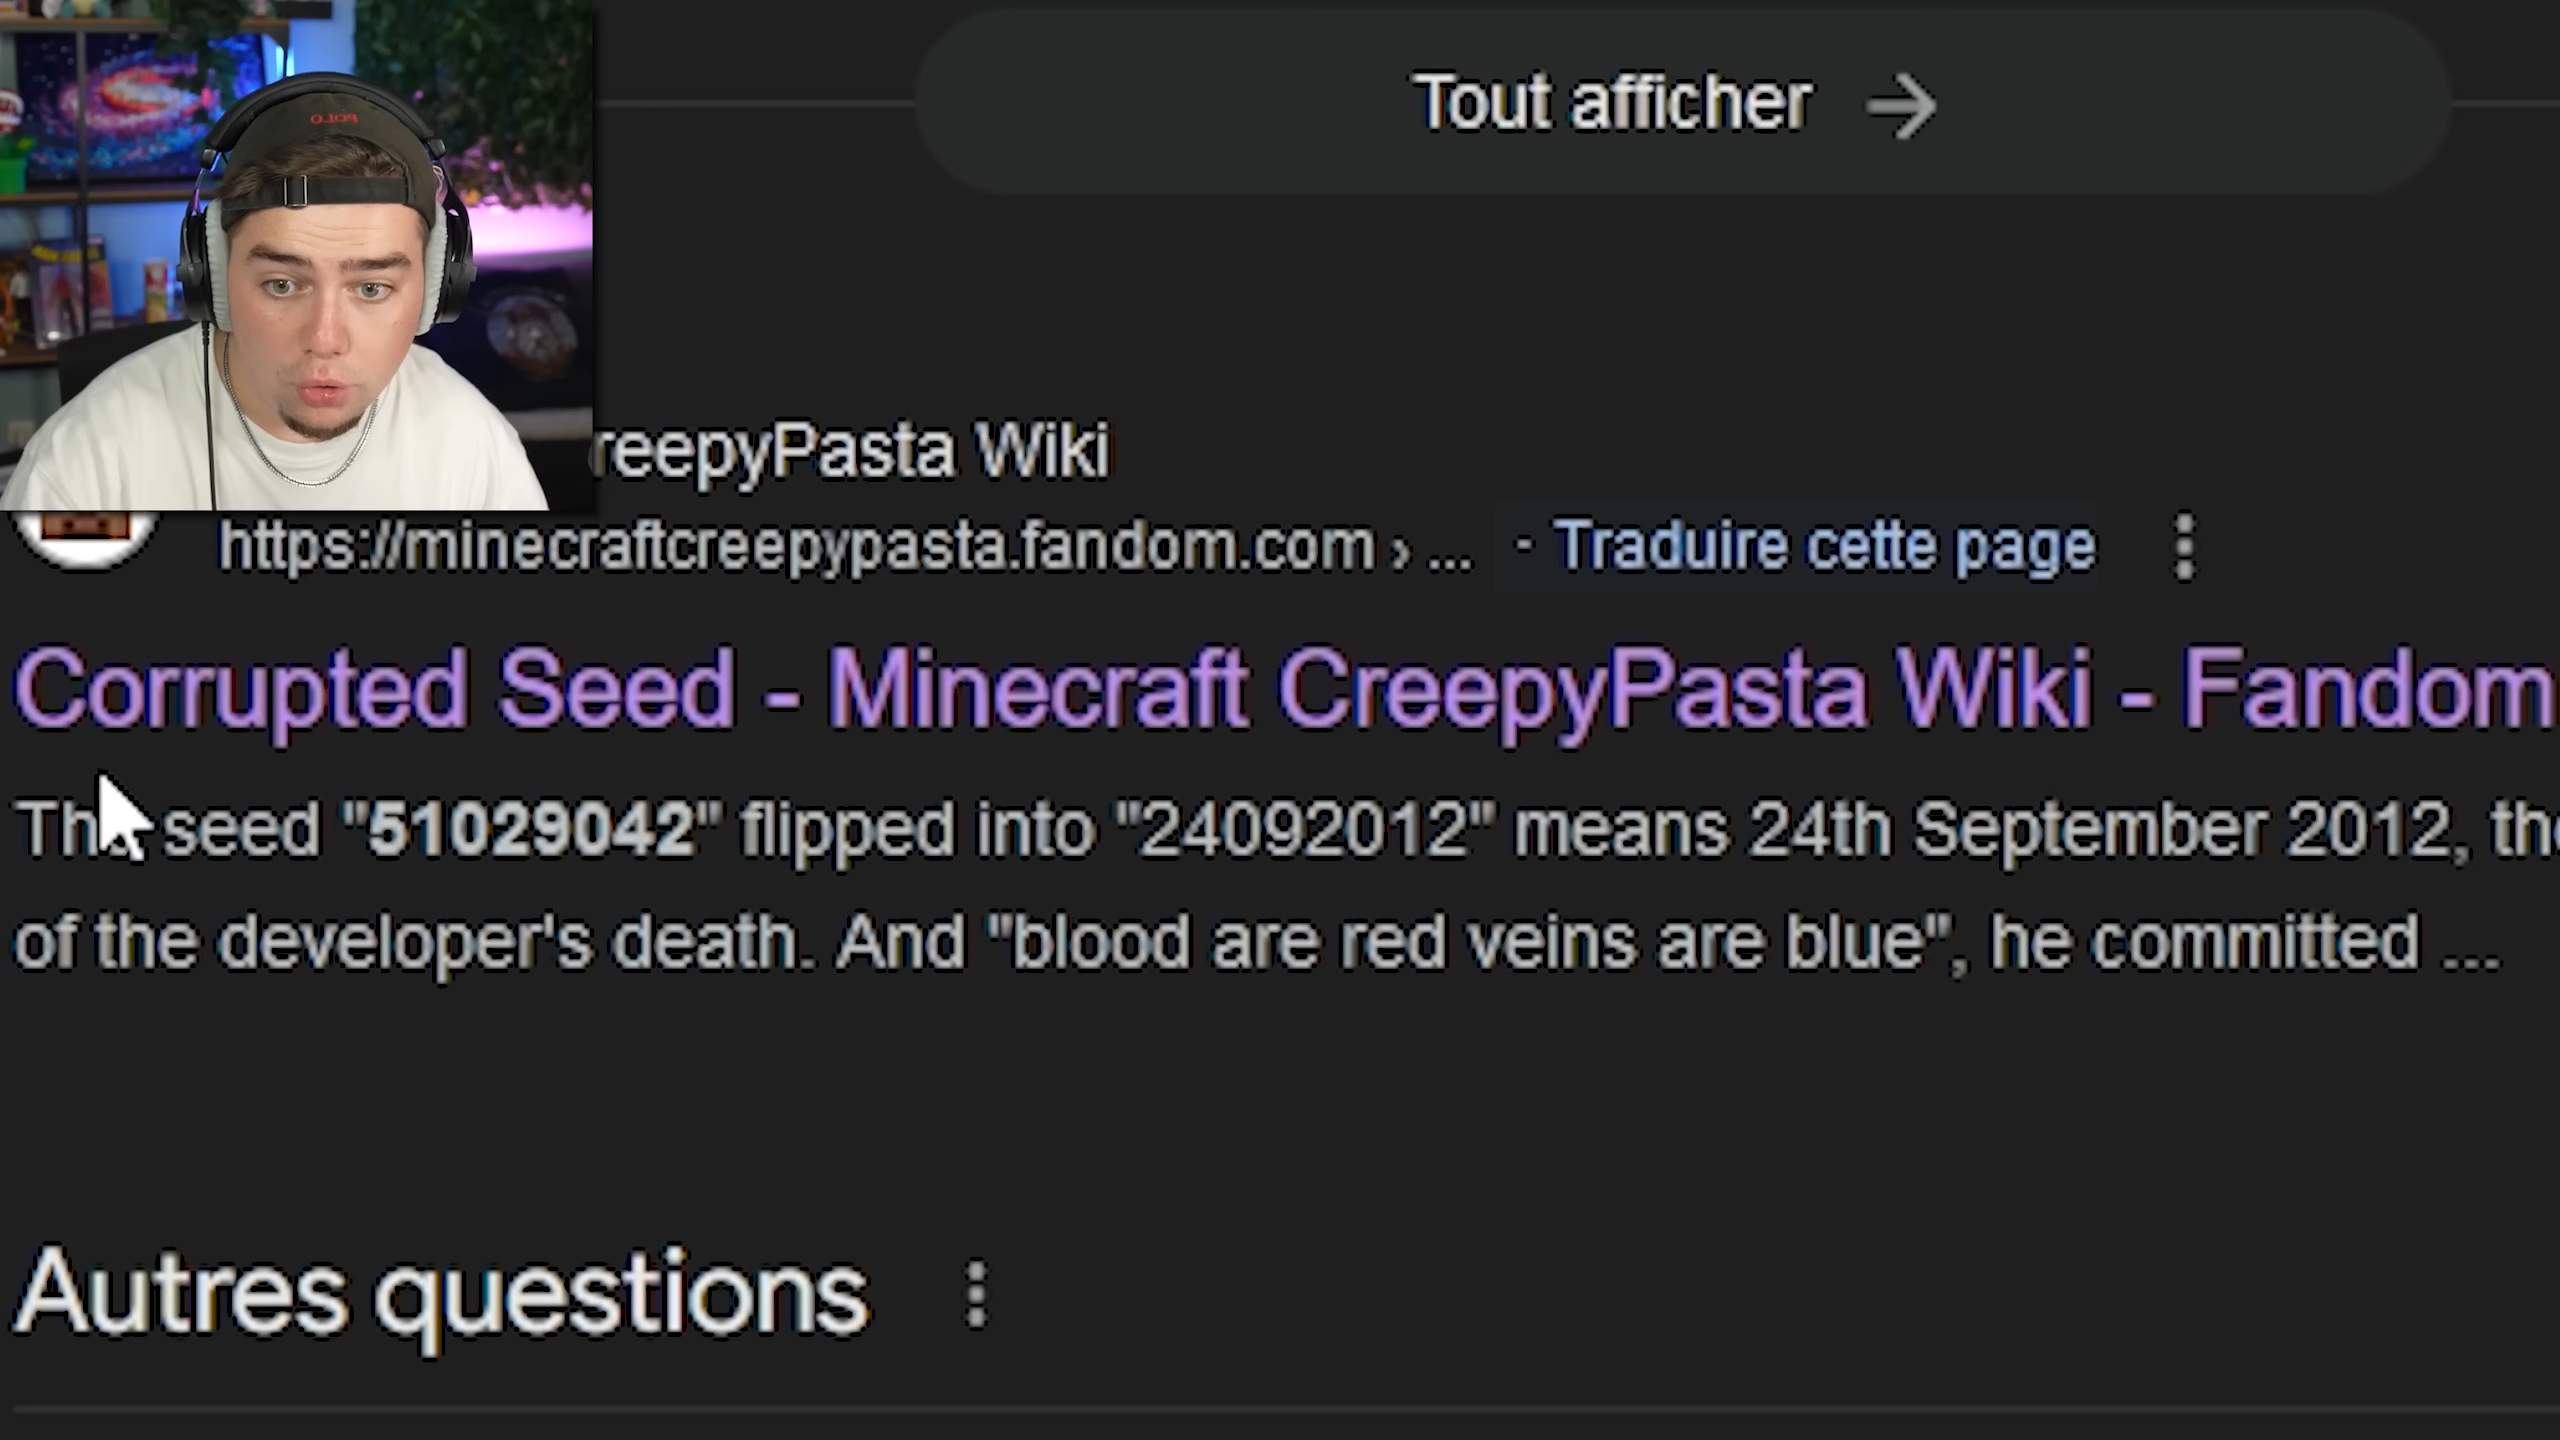 Tout afficher →
POLO
reepyPasta Wiki
https://minecraftcreepypasta.fandom.com › ... · Traduire cette page
Corrupted Seed - Minecraft CreepyPasta Wiki - Fandom
seed "51029042" flipped into "24092012" means 24th September 2012,
of the developer's death. And "blood are red veins are blue", he committed ...
Autres questions